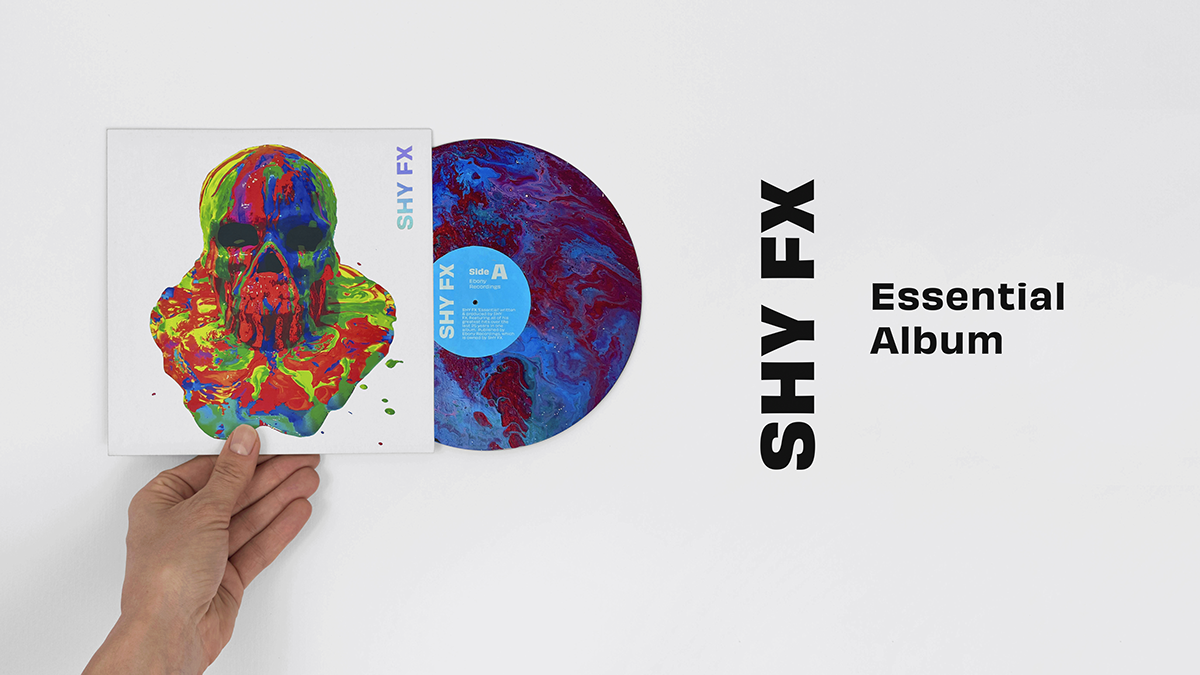 SHY FX
SHY FX
Side A
Ebony
Recordings
SHY FX
Essential
Album